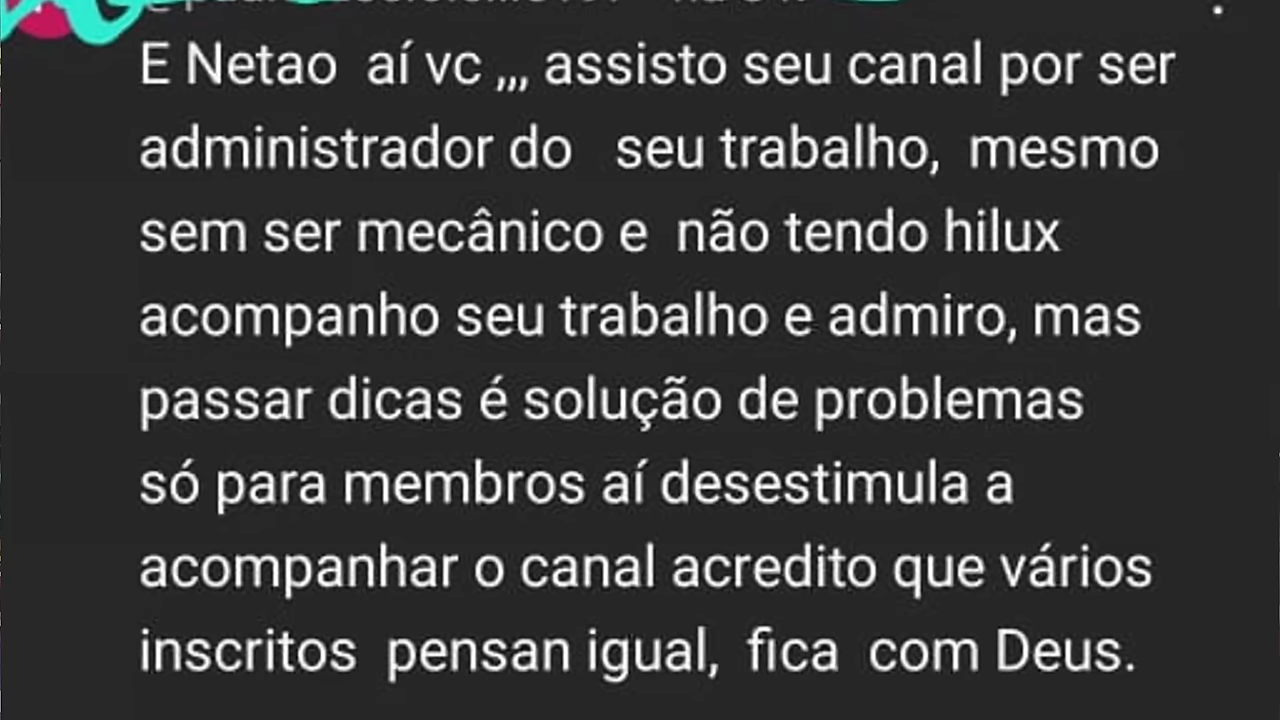 E Netao aí vc ,,, assisto seu canal por ser
administrador do seu trabalho, mesmo
sem ser mecânico e não tendo hilux
acompanho seu trabalho e admiro, mas
passar dicas é solução de problemas
só para membros aí desestimula a
acompanhar o canal acredito que vários
inscritos pensan igual, fica com Deus.